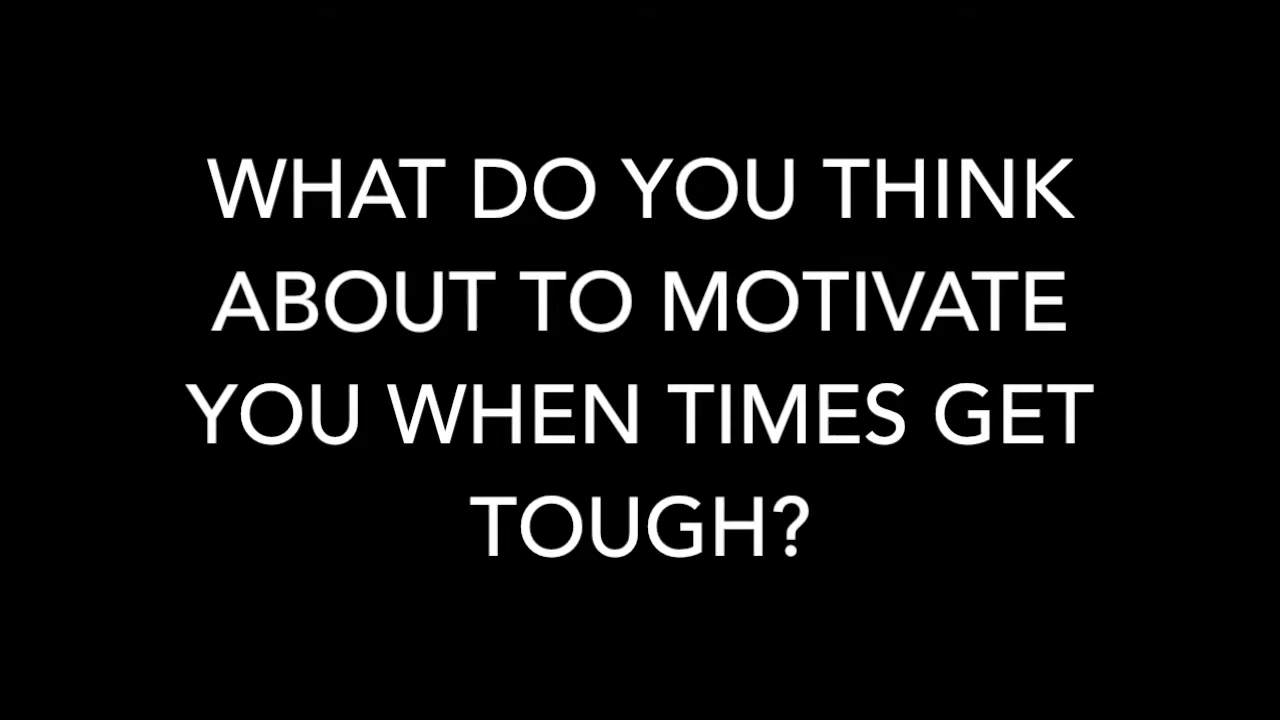 WHAT DO YOU THINK
ABOUT TO MOTIVATE
YOU WHEN TIMES GET
TOUGH?